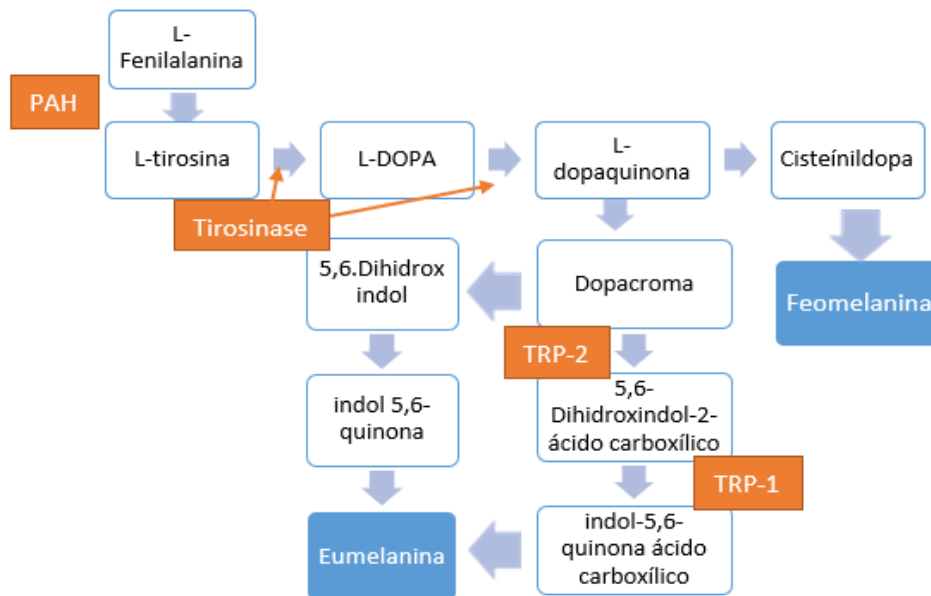 L-
Fenilalanina
PAH
L-tirosina
L-DOPA
L-
dopaquinona
Cisteínildopa
Tirosinase
5,6.Dihidrox
indol
Dopacroma
Feomelanina
TRP-2
indol 5,6-
quinona
5,6-
Dihidroxindol-2-
ácido carboxílico
TRP-1
Eumelanina
indol-5,6-
quinona ácido
carboxílico